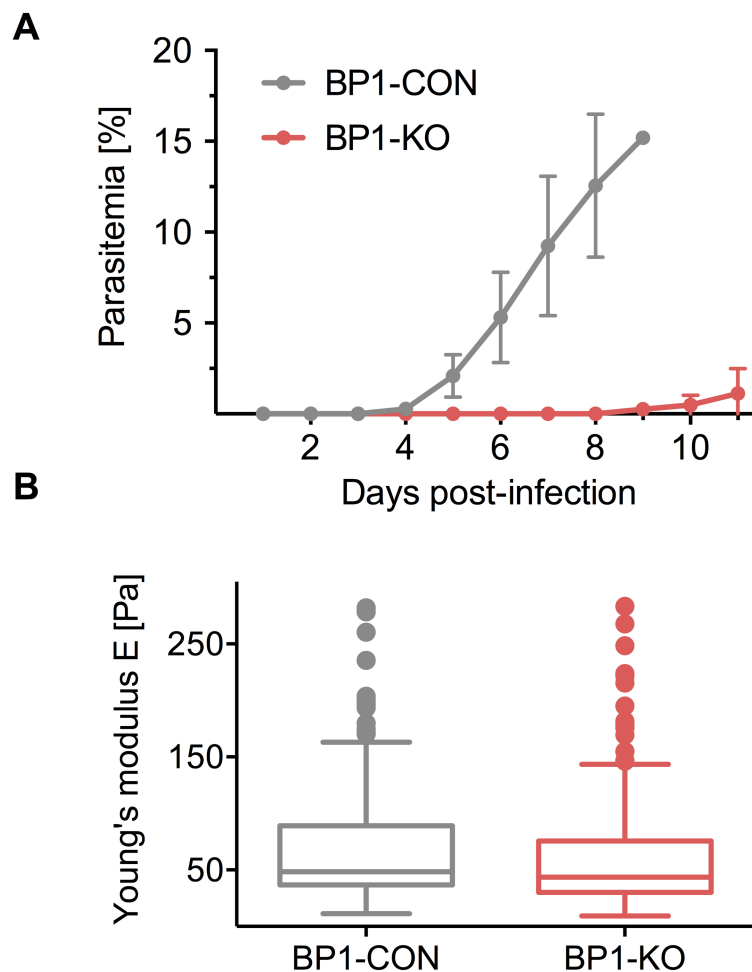 A
Parasitemia [%]
20
15
10
5
BP1-CON
BP1-KO
2 4 6 8 10
Days post-infection
B
Young's modulus E [Pa]
250
150
50
BP1-CON BP1-KO